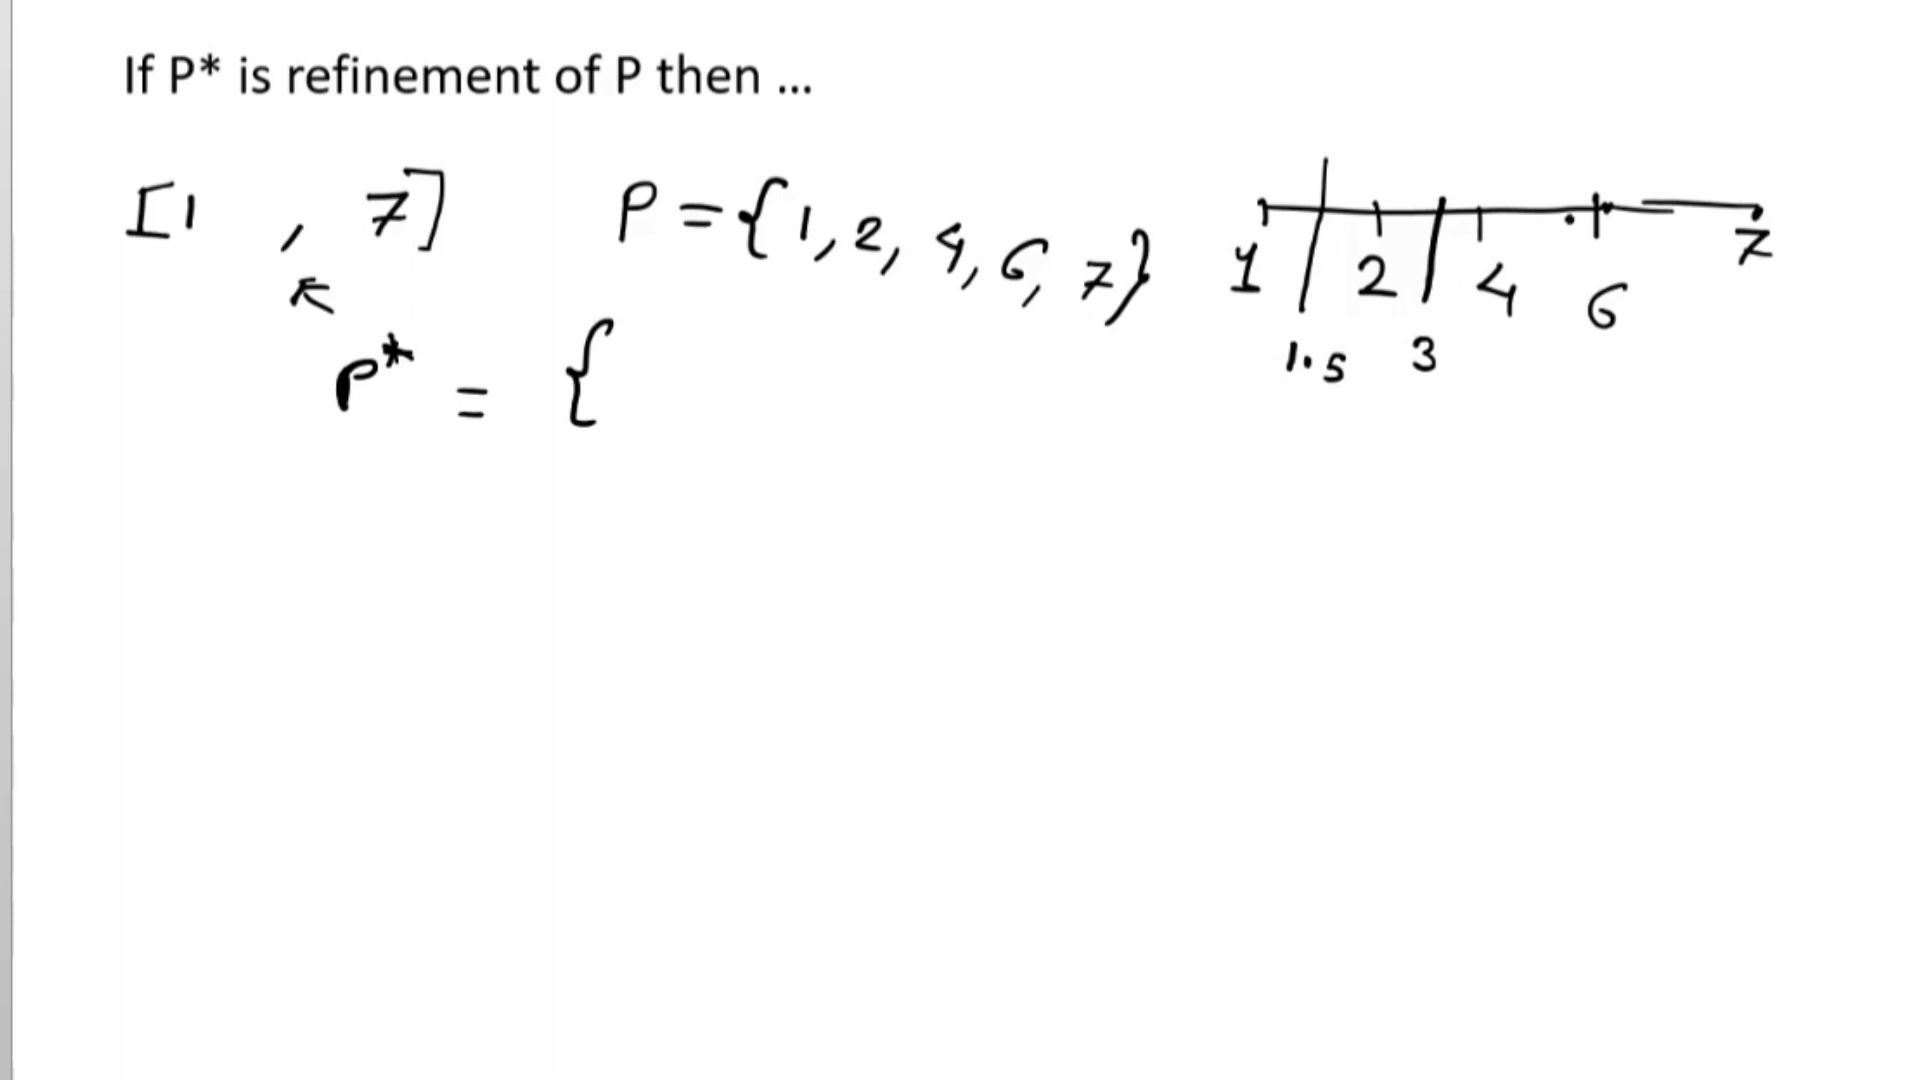 If P* is refinement of P then ...
[1 , 7] P = {1, 2, 4, 6, 7}
1 2 4 6 7
1.5 3
P* = {